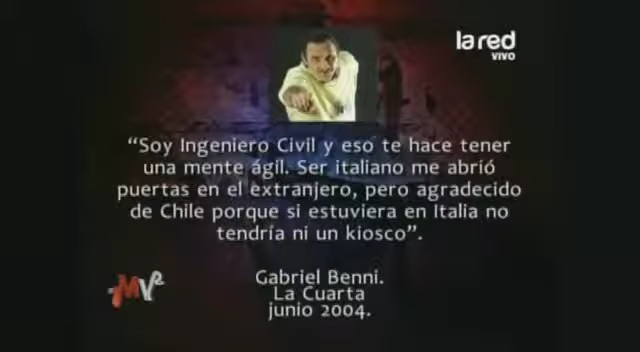 la red
VIVO
“Soy Ingeniero Civil y eso te hace tener
una mente ágil. Ser italiano me abrió
puertas en el extranjero, pero agradecido
de Chile porque si estuviera en Italia no
tendría ni un kiosco”.
MV2
Gabriel Benni.
La Cuarta
junio 2004.